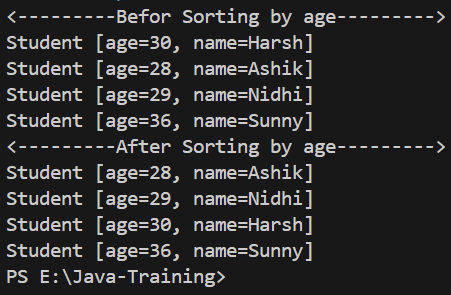 <---------Befor Sorting by age--------->
Student [age=30, name=Harsh]
Student [age=28, name=Ashik]
Student [age=29, name=Nidhi]
Student [age=36, name=Sunny]
<---------After Sorting by age--------->
Student [age=28, name=Ashik]
Student [age=29, name=Nidhi]
Student [age=30, name=Harsh]
Student [age=36, name=Sunny]
PS E:\Java-Training>